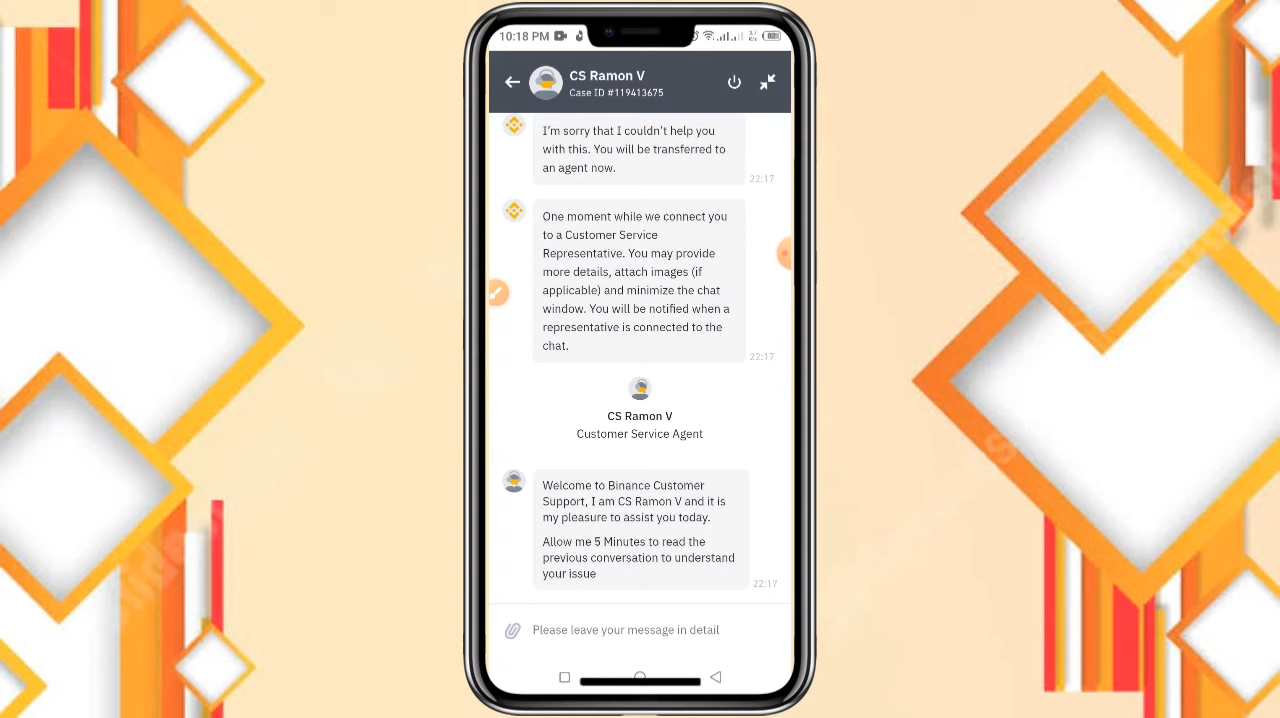 10:18 PM
82
CS Ramon V
Case ID #119413675
I'm sorry that I couldn't help you
with this. You will be transferred to
an agent now.
22:17
One moment while we connect you
to a Customer Service
Representative. You may provide
more details, attach images (if
applicable) and minimize the chat
window. You will be notified when a
representative is connected to the
chat.
22:17
CS Ramon V
Customer Service Agent
Welcome to Binance Customer
Support, I am CS Ramon V and it is
my pleasure to assist you today.
Allow me 5 Minutes to read the
previous conversation to understand
your issue
22:17
Please leave your message in detail